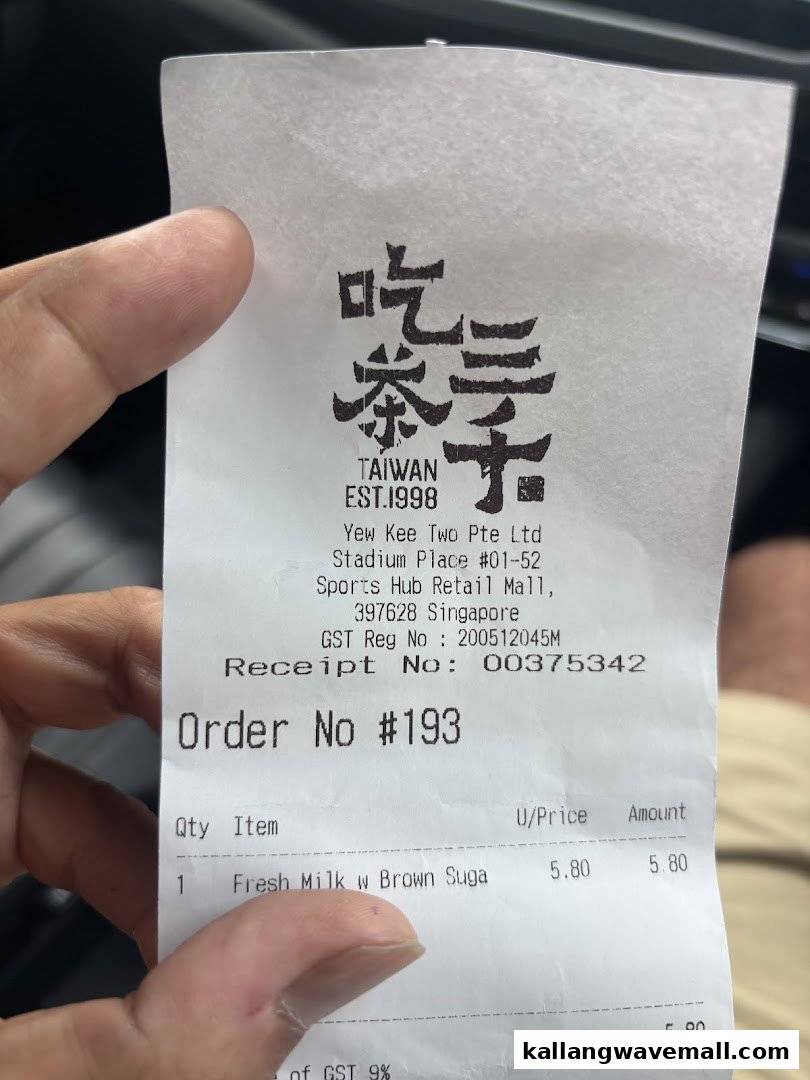 吃茶三千
TAIWAN
EST.1998
Yew Kee Two Pte Ltd
Stadium Place #01-52
Sports Hub Retail Mall,
397628 Singapore
GST Reg No : 200512045M
Receipt No: 00375342
Order No #193
Qty Item U/Price Amount
1 Fresh Milk w Brown Suga 5.80 5.80
5.80
of GST 9%
kallangwavemall.com